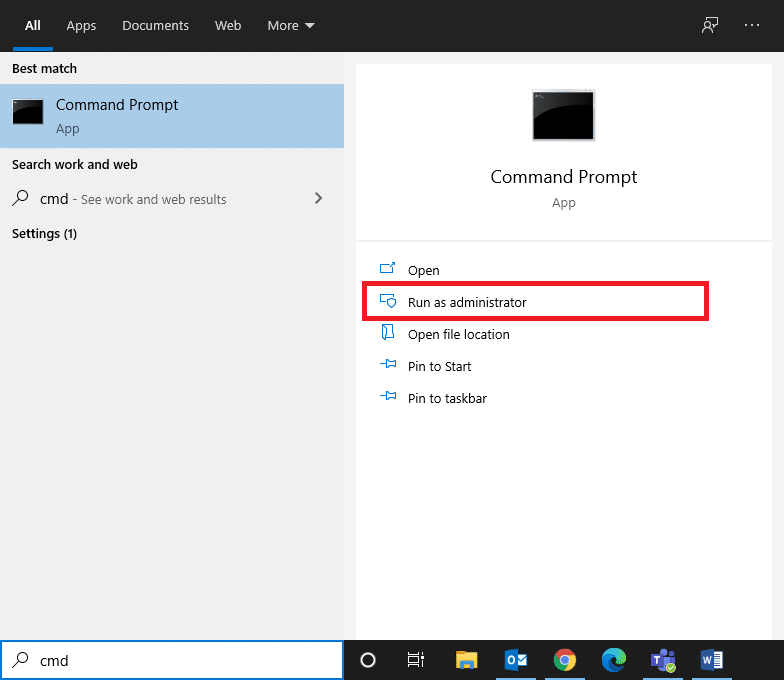 All Apps Documents Web More
Best match
Command Prompt
App
Search work and web
cmd - See work and web results
Settings (1)
Command Prompt
App
Open
Run as administrator
Open file location
Pin to Start
Pin to taskbar
cmd